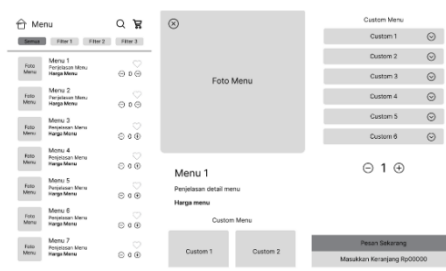 Menu
Semua Filter 1 Filter 2 Filter 3
Foto Menu
Menu 1
Penjelasan Menu
Harga Menu
0
Foto Menu
Menu 2
Penjelasan Menu
Harga Menu
0
Foto Menu
Menu 3
Penjelasan Menu
Harga Menu
0
Foto Menu
Menu 4
Penjelasan Menu
Harga Menu
0
Foto Menu
Menu 5
Penjelasan Menu
Harga Menu
0
Foto Menu
Menu 6
Penjelasan Menu
Harga Menu
0
Foto Menu
Menu 7
Penjelasan Menu
Harga Menu
0
Foto Menu
Menu 1
Penjelasan detail menu
Harga menu
Custom Menu
Custom 1 Custom 2
Custom Menu
Custom 1
Custom 2
Custom 3
Custom 4
Custom 5
Custom 6
1
Pesan Sekarang
Masukkan Keranjang Rp00000